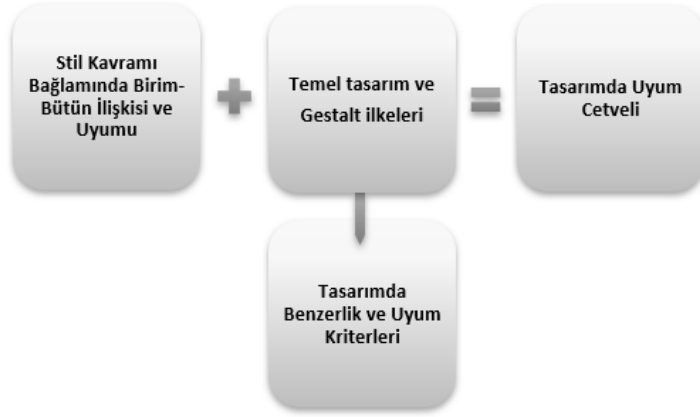 Stil Kavramı
Bağlamında Birim-
Bütün İlişkisi ve
Uyumu
Temel tasarım ve
Gestalt ilkeleri
Tasarımda Uyum
Cetveli
Tasarımda
Benzerlik ve Uyum
Kriterleri